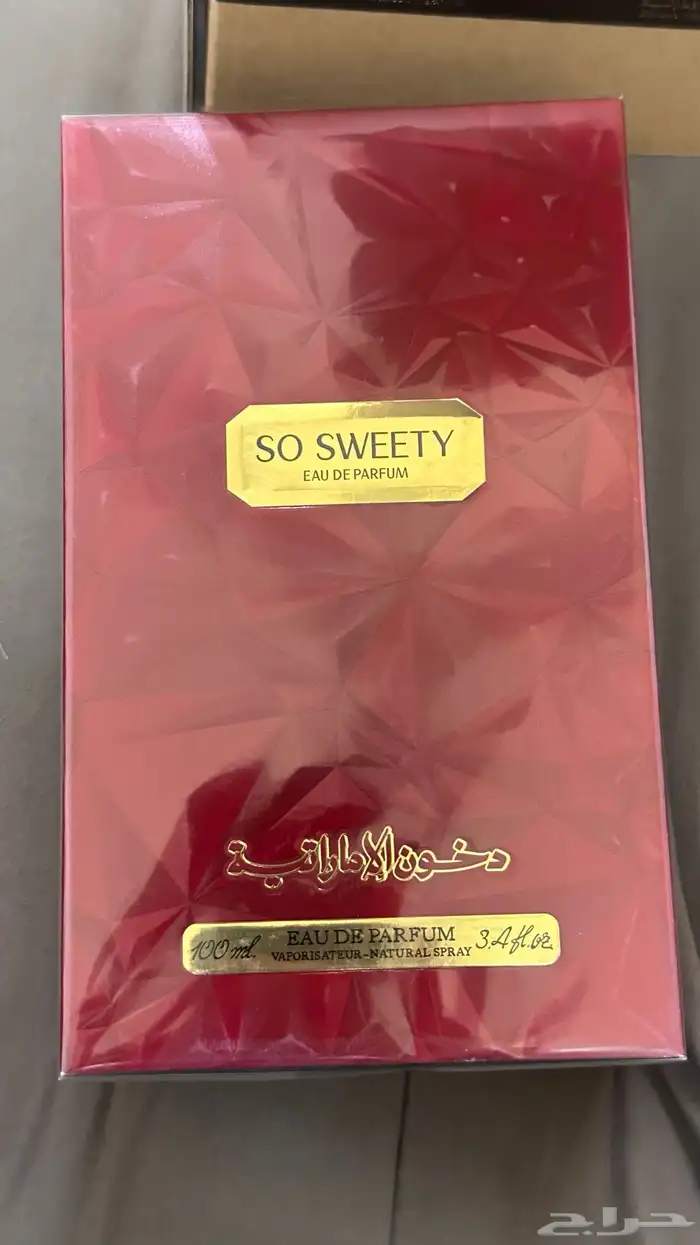 SO SWEETY
EAU DE PARFUM
دخون الإماراتية
100 ml. EAU DE PARFUM 3.4 fl.oz
VAPORISATEUR-NATURAL SPRAY
حراج